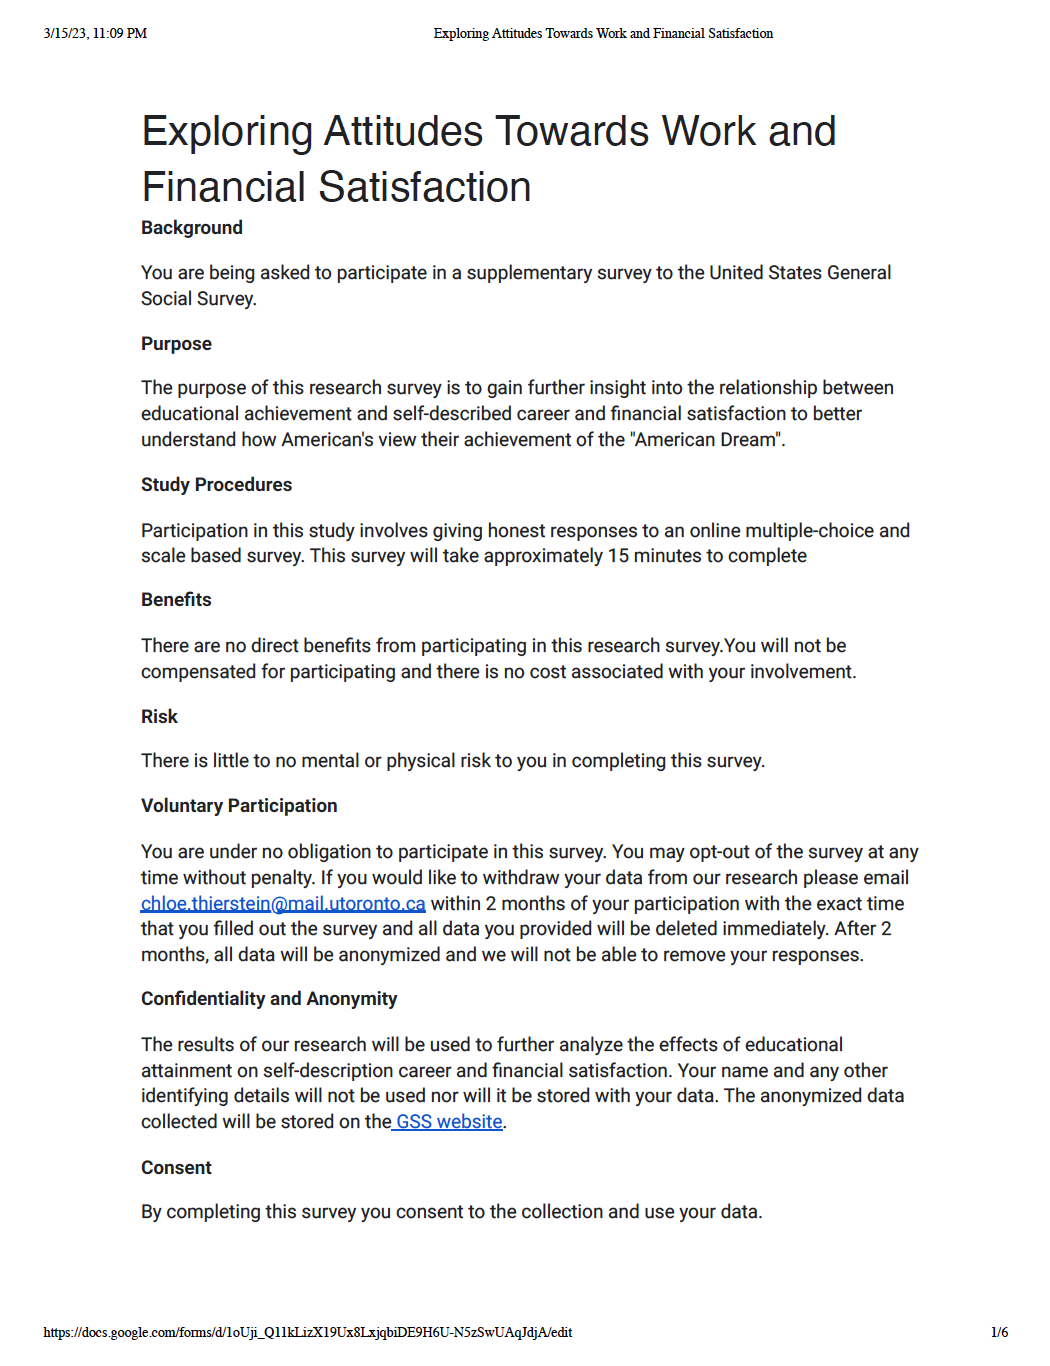 3/15/23, 11:09 PM
Exploring Attitudes Towards Work and Financial Satisfaction
Exploring Attitudes Towards Work and
Financial Satisfaction
Background
You are being asked to participate in a supplementary survey to the United States General
Social Survey.
Purpose
The purpose of this research survey is to gain further insight into the relationship between
educational achievement and self-described career and financial satisfaction to better
understand how American's view their achievement of the "American Dream".
Study Procedures
Participation in this study involves giving honest responses to an online multiple-choice and
scale based survey. This survey will take approximately 15 minutes to complete
Benefits
There are no direct benefits from participating in this research survey.You will not be
compensated for participating and there is no cost associated with your involvement.
Risk
There is little to no mental or physical risk to you in completing this survey.
Voluntary Participation
You are under no obligation to participate in this survey. You may opt-out of the survey at any
time without penalty. If you would like to withdraw your data from our research please email
chloe.thierstein@mail.utoronto.ca within 2 months of your participation with the exact time
that you filled out the survey and all data you provided will be deleted immediately. After 2
months, all data will be anonymized and we will not be able to remove your responses.
Confidentiality and Anonymity
The results of our research will be used to further analyze the effects of educational
attainment on self-description career and financial satisfaction. Your name and any other
identifying details will not be used nor will it be stored with your data. The anonymized data
collected will be stored on the GSS website.
Consent
By completing this survey you consent to the collection and use your data.
https://docs.google.com/forms/d/1oUji_Q11kLizX19Ux8LxjqbiDE9H6U-N5zSwUAqJdjA/edit
1/6